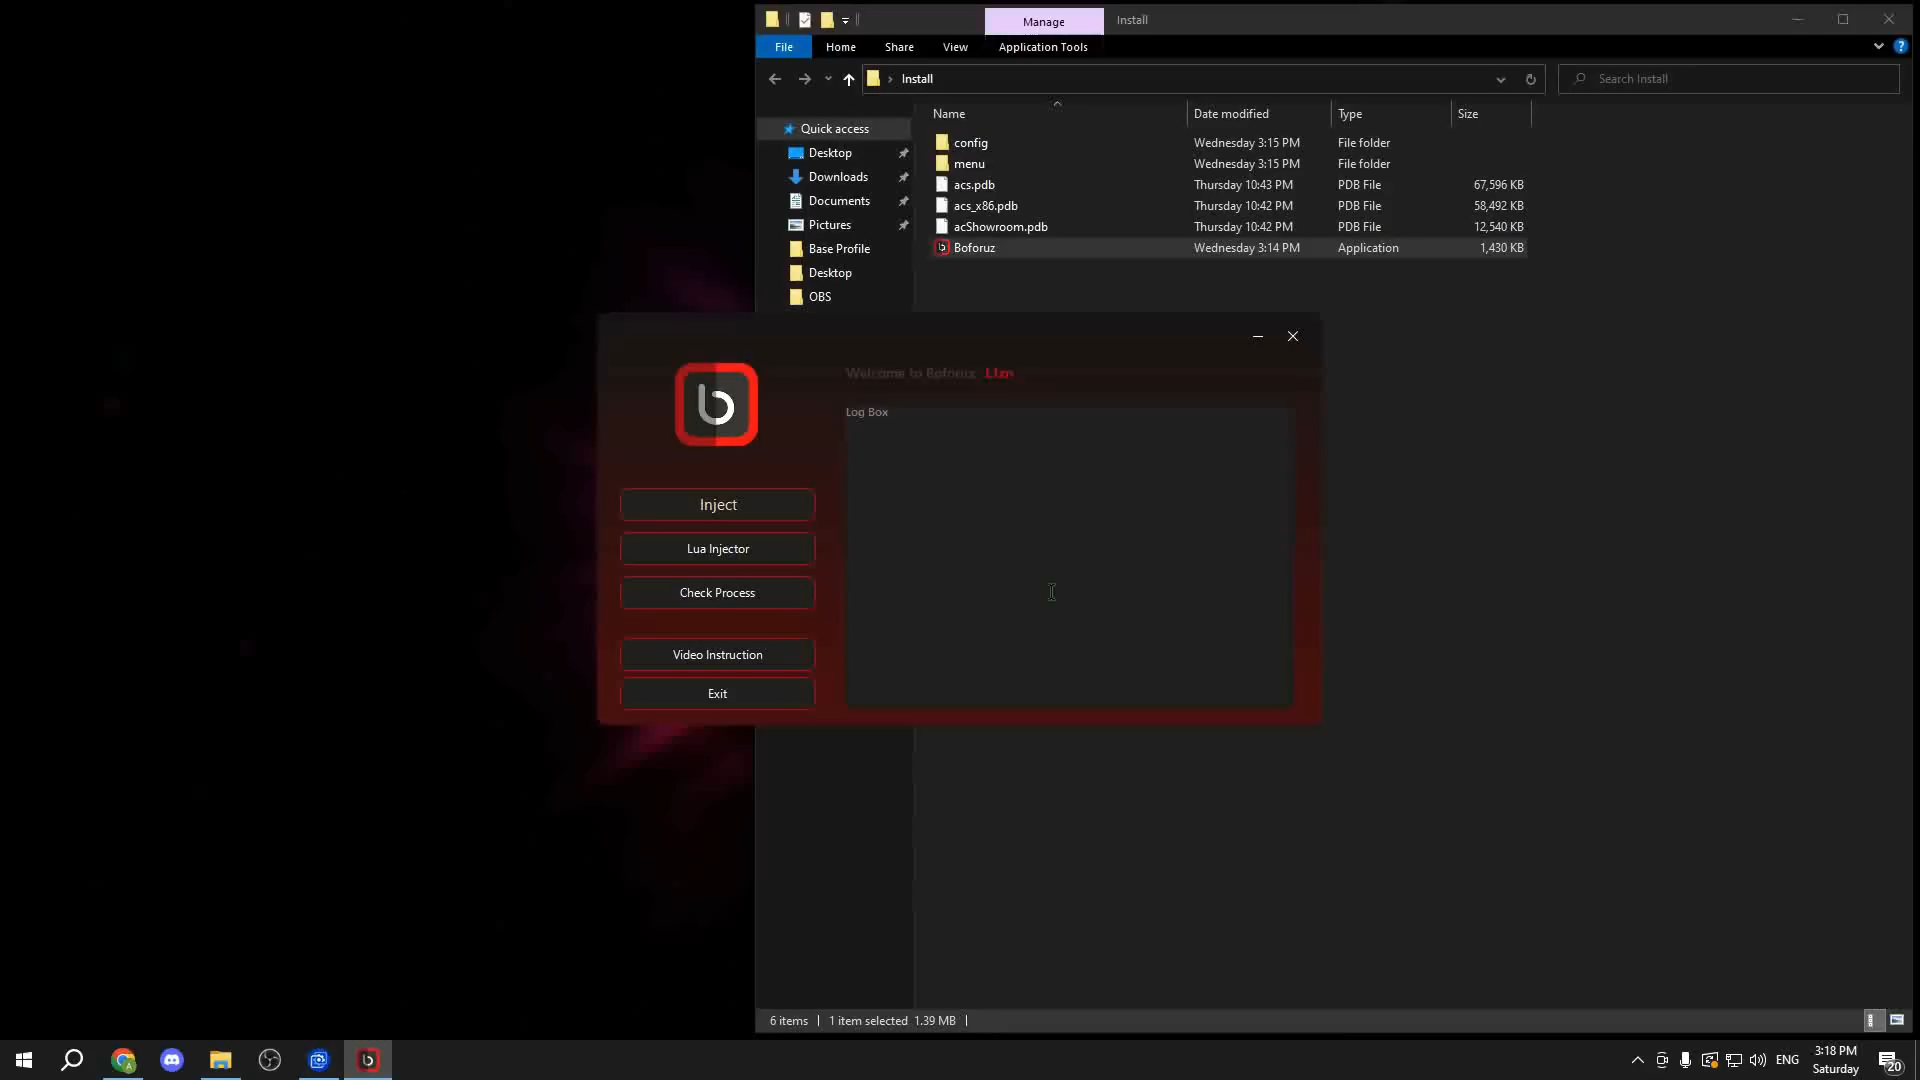 Manage
Install
File
Home
Share
View
Application Tools
Install
Search Install
Name
Date modified
Type
Size
Quick access
Desktop
Downloads
Documents
Pictures
Base Profile
Desktop
OBS
config
Wednesday 3:15 PM
File folder
menu
Wednesday 3:15 PM
File folder
acs.pdb
Thursday 10:43 PM
PDB File
67,596 KB
acs_x86.pdb
Thursday 10:42 PM
PDB File
58,492 KB
acShowroom.pdb
Thursday 10:42 PM
PDB File
12,540 KB
Boforuz
Wednesday 3:14 PM
Application
1,430 KB
Welcome to Boforuz
Log Box
Inject
Lua Injector
Check Process
Video Instruction
Exit
6 items
1 item selected 1.39 MB
ENG
3:18 PM
Saturday
20